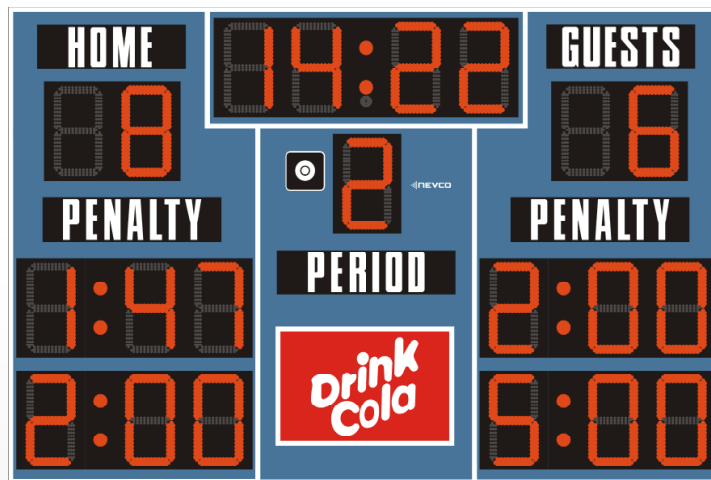 HOME
14:22
GUESTS
8
6
2
NEVCO
PENALTY
PENALTY
PERIOD
1:47
2:00
Drink
Cola
2:00
5:00